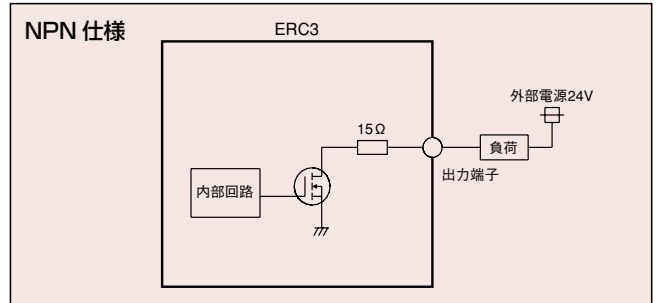 NPN 仕様
ERC3
外部電源24V
15Ω
負荷
出力端子
内部回路